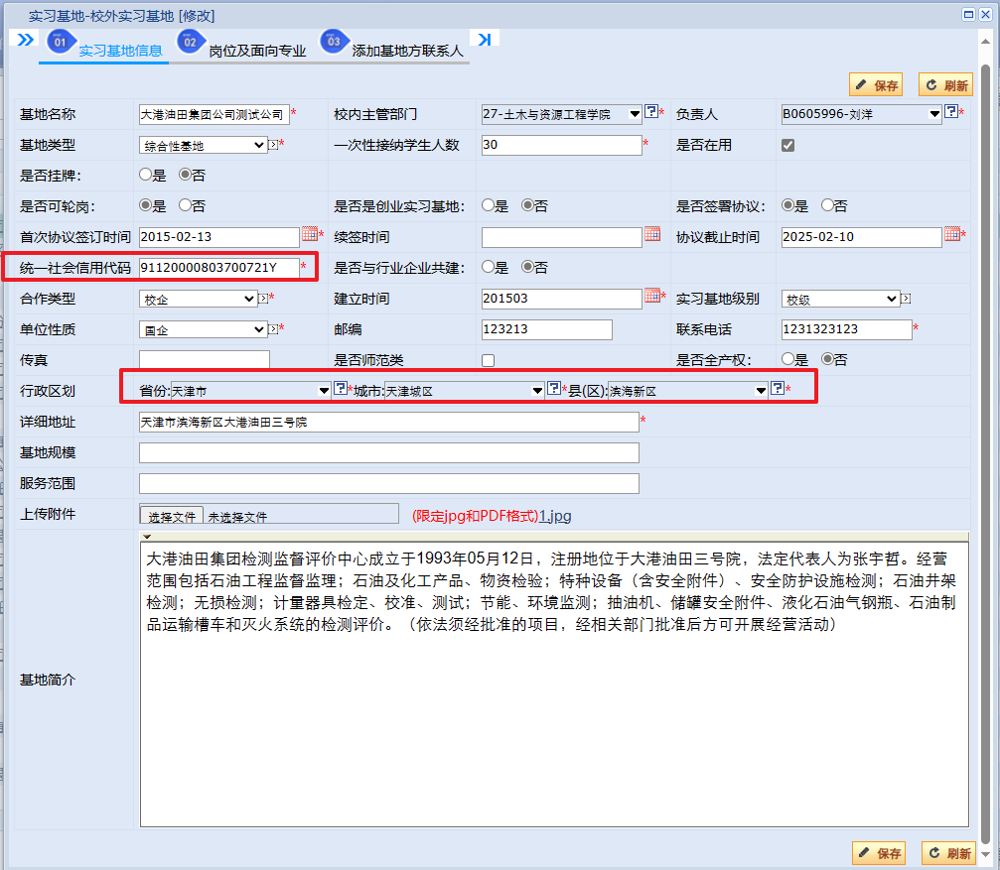 实习基地-校外实习基地 [修改]
01 实习基地信息 02 岗位及面向专业 03 添加基地方联系人
保存 刷新
基地名称 大港油田集团公司测试公司 * 校内主管部门 27-土木与资源工程学院 ? * 负责人 B0605996-刘洋 ? *
基地类型 综合性基地 * 一次性接纳学生人数 30 * 是否在用
是否挂牌: 是 否
是否可轮岗: 是 否 是否是创业实习基地: 是 否 是否签署协议: 是 否
首次协议签订时间 2015-02-13 * 续签时间 协议截止时间 2025-02-10 *
统一社会信用代码 91120000803700721Y * 是否与行业企业共建: 是 否
合作类型 校企 * 建立时间 201503 * 实习基地级别 校级
单位性质 国企 * 邮编 123213 联系电话 1231323123 *
传真 是否师范类 是否全产权: 是 否
行政区划 省份:天津市 ? *城市:天津城区 ? *县(区):滨海新区 ? *
详细地址 天津市滨海新区大港油田三号院 *
基地规模
服务范围
上传附件 选择文件 未选择文件 (限定jpg和PDF格式)1.jpg
基地简介
大港油田集团检测监督评价中心成立于1993年05月12日，注册地位于大港油田三号院，法定代表人为张宇哲。经营
范围包括石油工程监督监理；石油及化工产品、物资检验；特种设备（含安全附件）、安全防护设施检测；石油井架
检测；无损检测；计量器具检定、校准、测试；节能、环境监测；抽油机、储罐安全附件、液化石油气钢瓶、石油制
品运输槽车和灭火系统的检测评价。（依法须经批准的项目，经相关部门批准后方可开展经营活动）
保存 刷新